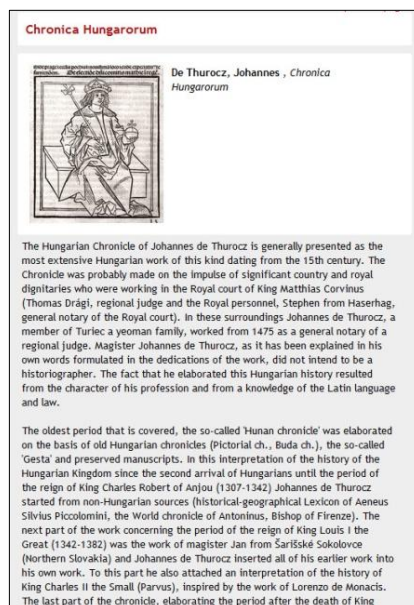 Chronica Hungarorum
De Thurocz, Johannes , Chronica
Hungarorum
The Hungarian Chronicle of Johannes de Thurocz is generally presented as the
most extensive Hungarian work of this kind dating from the 15th century. The
Chronicle was probably made on the impulse of significant country and royal
dignitaries who were working in the Royal court of King Matthias Corvinus
(Thomas Drági, regional judge and the Royal personnel, Stephen from Haserhag,
general notary of the Royal court). In these surroundings Johannes de Thurocz, a
member of Turiec a yeoman family, worked from 1475 as a general notary of a
regional judge. Magister Johannes de Thurocz, as it has been explained in his
own words formulated in the dedications of the work, did not intend to be a
historiographer. The fact that he elaborated this Hungarian history resulted
from the character of his profession and from a knowledge of the Latin language
and law.
The oldest period that is covered, the so-called 'Hunan chronicle' was elaborated
on the basis of old Hungarian chronicles (Pictorial ch., Buda ch.), the so-called
'Gesta' and preserved manuscripts. In this interpretation of the history of the
Hungarian Kingdom since the second arrival of Hungarians until the period of
the reign of King Charles Robert of Anjou (1307-1342) Johannes de Thurocz
started from non-Hungarian sources (historical-geographical Lexicon of Aeneus
Silvius Piccolomini, the World chronicle of Antoninus, Bishop of Firenze). The
next part of the work concerning the period of the reign of King Louis I the
Great (1342-1382) was the work of magister Jan from Šarišské Sokolovce
(Northern Slovakia) and Johannes de Thurocz inserted all of his earlier work into
his own work. To this part he also attached an interpretation of the history of
King Charles II the Small (Parvus), inspired by the work of Lorenzo de Monacis.
The last part of the chronicle, elaborating the period after the death of King